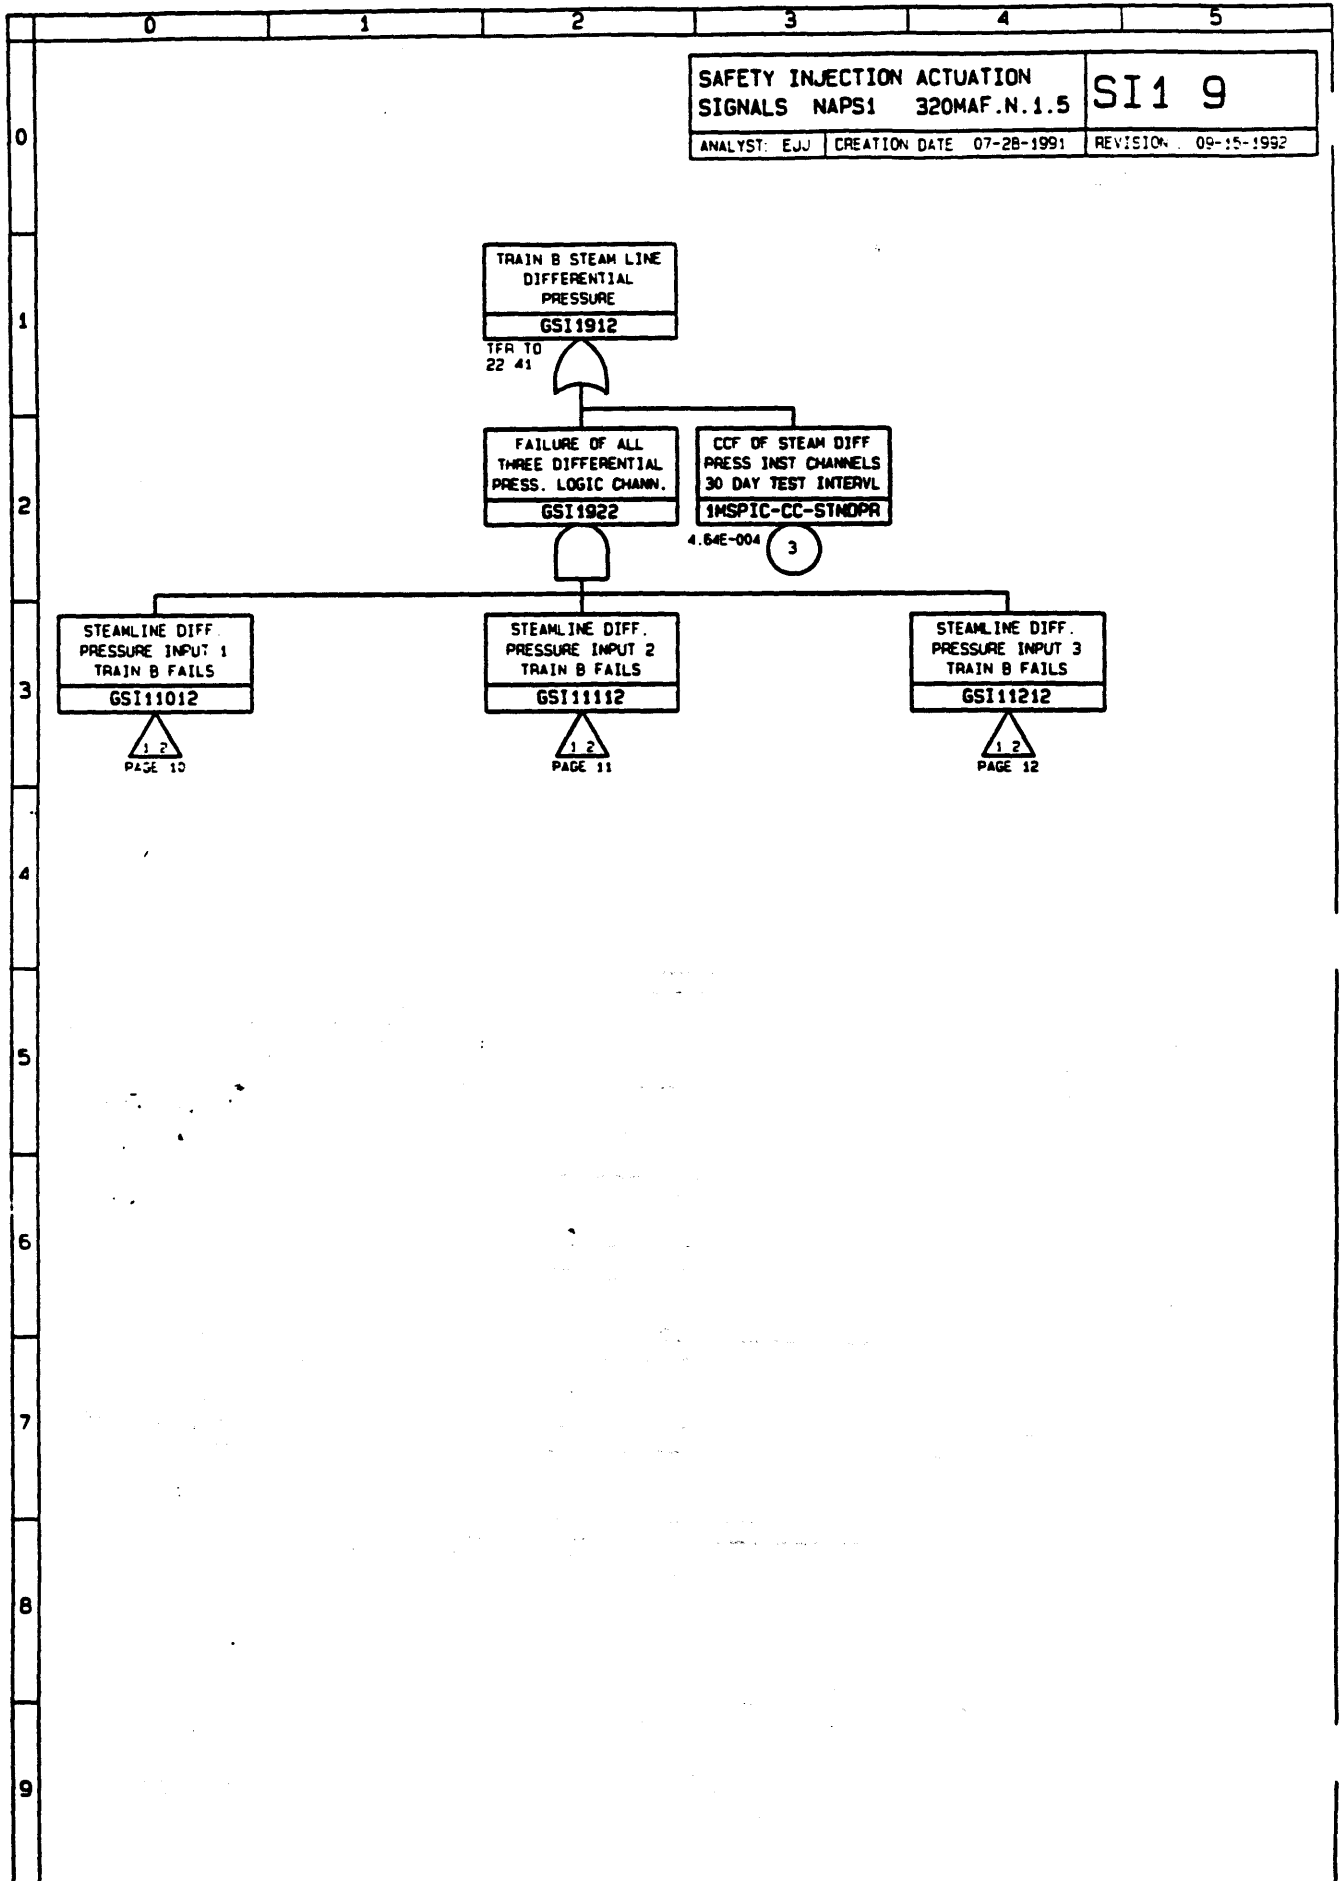 0 1 2 3 4 5
SAFETY INJECTION ACTUATION
SIGNALS NAPS1 320MAF.N.1.5
SI1 9
ANALYST: EJJ CREATION DATE 07-28-1991 REVISION. 09-15-1992
0
TRAIN B STEAM LINE
DIFFERENTIAL
PRESSURE
GSI1912
TFR TO
22 41
1
FAILURE OF ALL
THREE DIFFERENTIAL
PRESS. LOGIC CHANN.
GSI1922
CCF OF STEAM DIFF
PRESS INST CHANNELS
30 DAY TEST INTERVL
1MSPIC-CC-STMDPR
4.64E-004
3
2
STEAMLINE DIFF.
PRESSURE INPUT 1
TRAIN B FAILS
GSI11012
1 2
PAGE 10
STEAMLINE DIFF.
PRESSURE INPUT 2
TRAIN B FAILS
GSI11112
1 2
PAGE 11
STEAMLINE DIFF.
PRESSURE INPUT 3
TRAIN B FAILS
GSI11212
1 2
PAGE 12
3
4
5
6
7
8
9